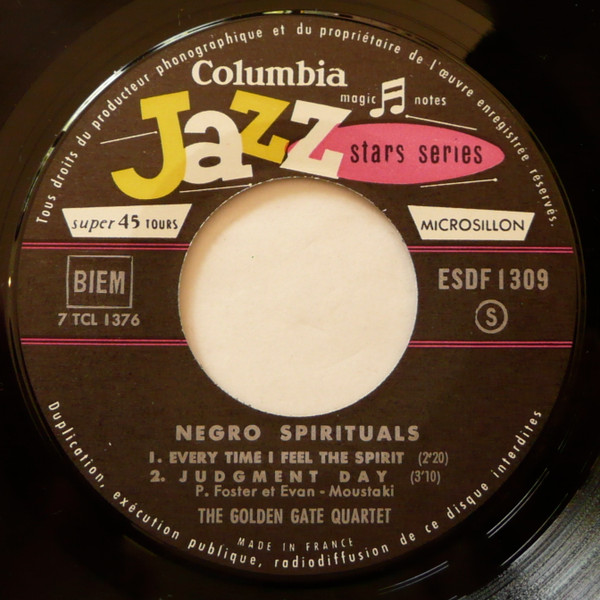 Tous droits du producteur phonographique et du propriétaire de l'œuvre enregistrée réservés.
Columbia
magic notes
Jazz
stars series
super 45 TOURS
MICROSILLON
BIEM
ESDF 1309
7 TCL 1376
S
NEGRO SPIRITUALS
1. EVERY TIME I FEEL THE SPIRIT (2'20)
2. JUDGMENT DAY (3'10)
P. Foster et Evan - Moustaki
THE GOLDEN GATE QUARTET
MADE IN FRANCE
Duplication, exécution publique, radiodiffusion de ce disque interdites